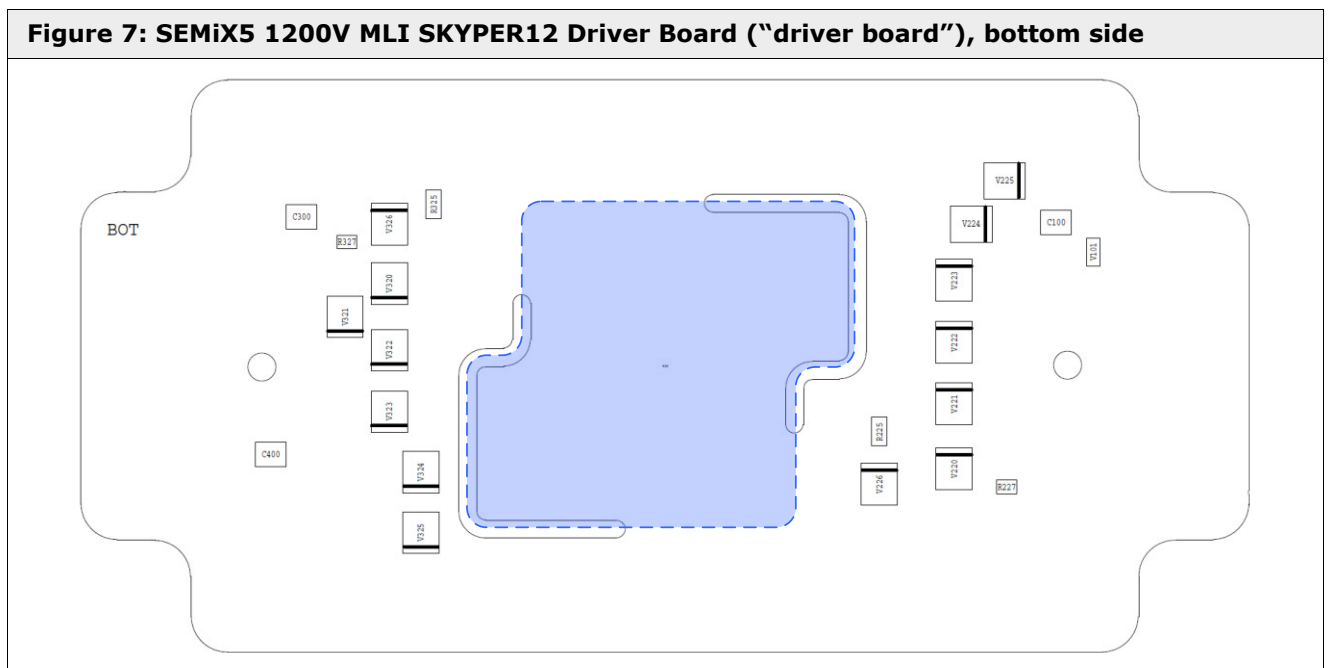 Figure 7: SEMiX5 1200V MLI SKYPER12 Driver Board (“driver board”), bottom side
V225
R325
C300
V326
V224
C100
BOT
R327
V101
V320
V223
V321
V322
V222
V323
V221
R225
C400
V324
V220
V226
R227
V325